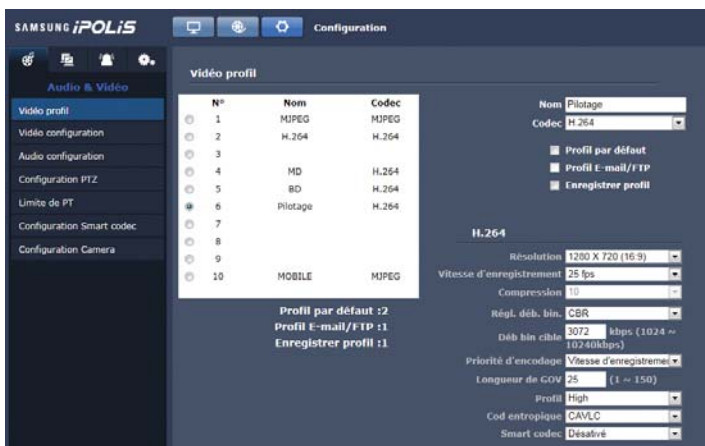 SAMSUNG iPOLiS
Configuration
Audio & Vidéo
Vidéo profil
Vidéo configuration
Audio configuration
Configuration PTZ
Limite de PT
Configuration Smart codec
Configuration Camera
Vidéo profil
N° Nom Codec
1 MJPEG MJPEG
2 H.264 H.264
3
4 MD H.264
5 BD H.264
6 Pilotage H.264
7
8
9
10 MOBILE MJPEG
Profil par défaut :2
Profil E-mail/FTP :1
Enregistrer profil :1
Nom Pilotage
Codec H.264
Profil par défaut
Profil E-mail/FTP
Enregistrer profil
H.264
Résolution 1280 X 720 (16:9)
Vitesse d'enregistrement 25 fps
Compression 10
Régl. déb. bin. CBR
Déb bin cible 3072 kbps (1024 ~
10240kbps)
Priorité d'encodage Vitesse d'enregistremen
Longueur de GOV 25 (1 ~ 150)
Profil High
Cod entropique CAVLC
Smart codec Désativé